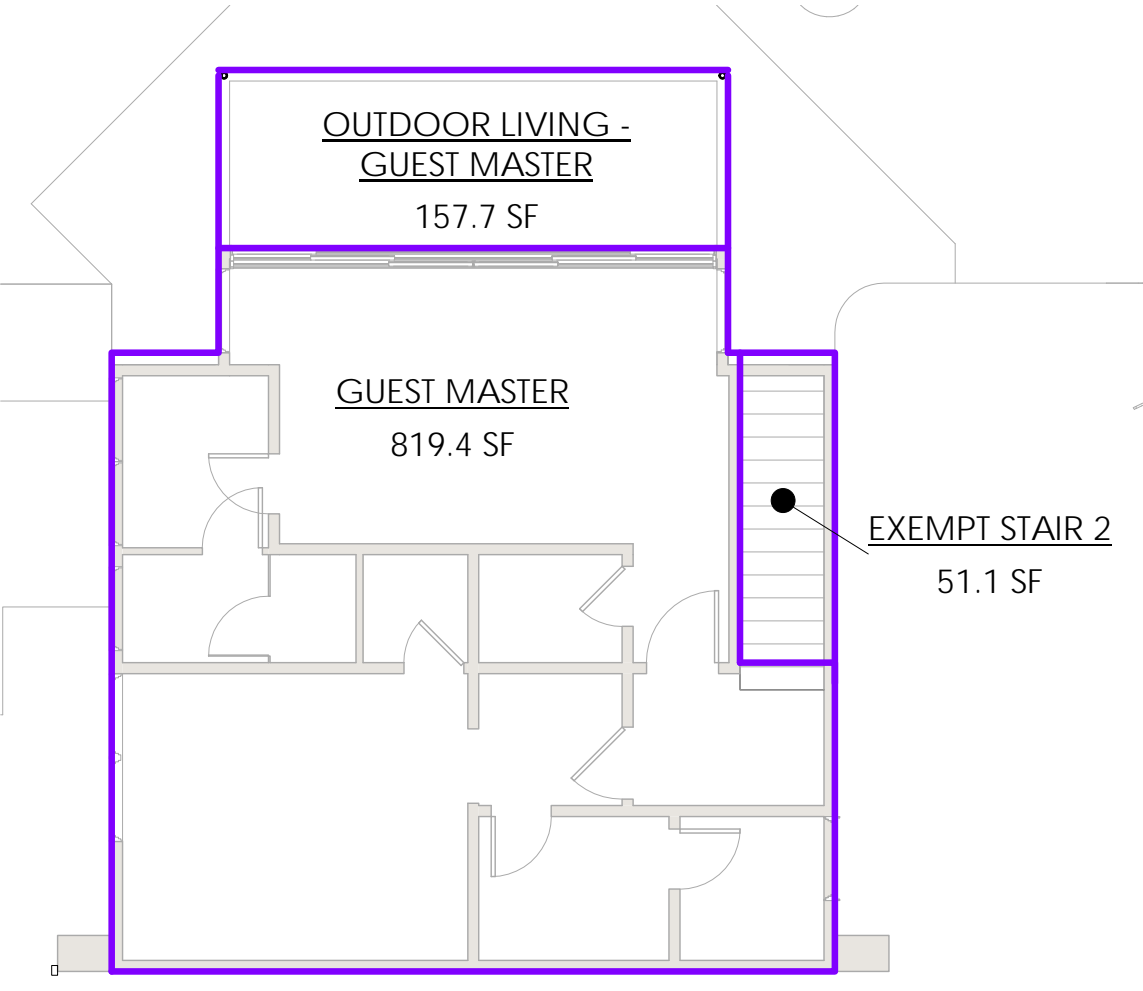 OUTDOOR LIVING -
GUEST MASTER
157.7 SF
GUEST MASTER
819.4 SF
EXEMPT STAIR 2
51.1 SF